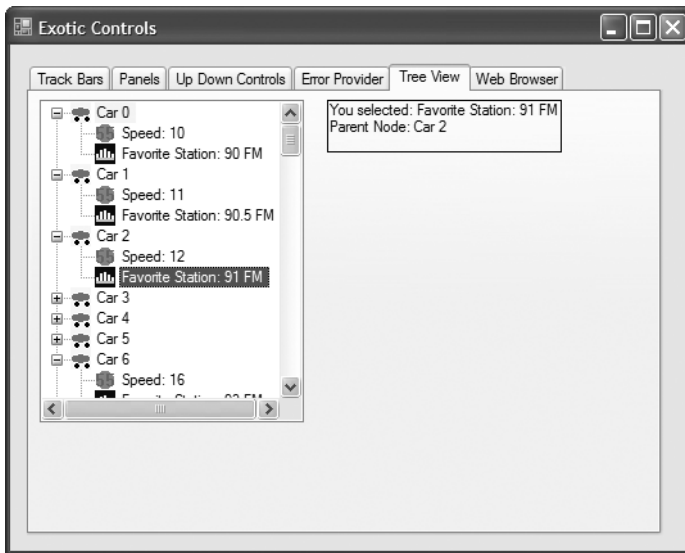 Exotic Controls
Track Bars Panels Up Down Controls Error Provider Tree View Web Browser
Car 0
Speed: 10
Favorite Station: 90 FM
Car 1
Speed: 11
Favorite Station: 90.5 FM
Car 2
Speed: 12
Favorite Station: 91 FM
Car 3
Car 4
Car 5
Car 6
Speed: 16
You selected: Favorite Station: 91 FM
Parent Node: Car 2